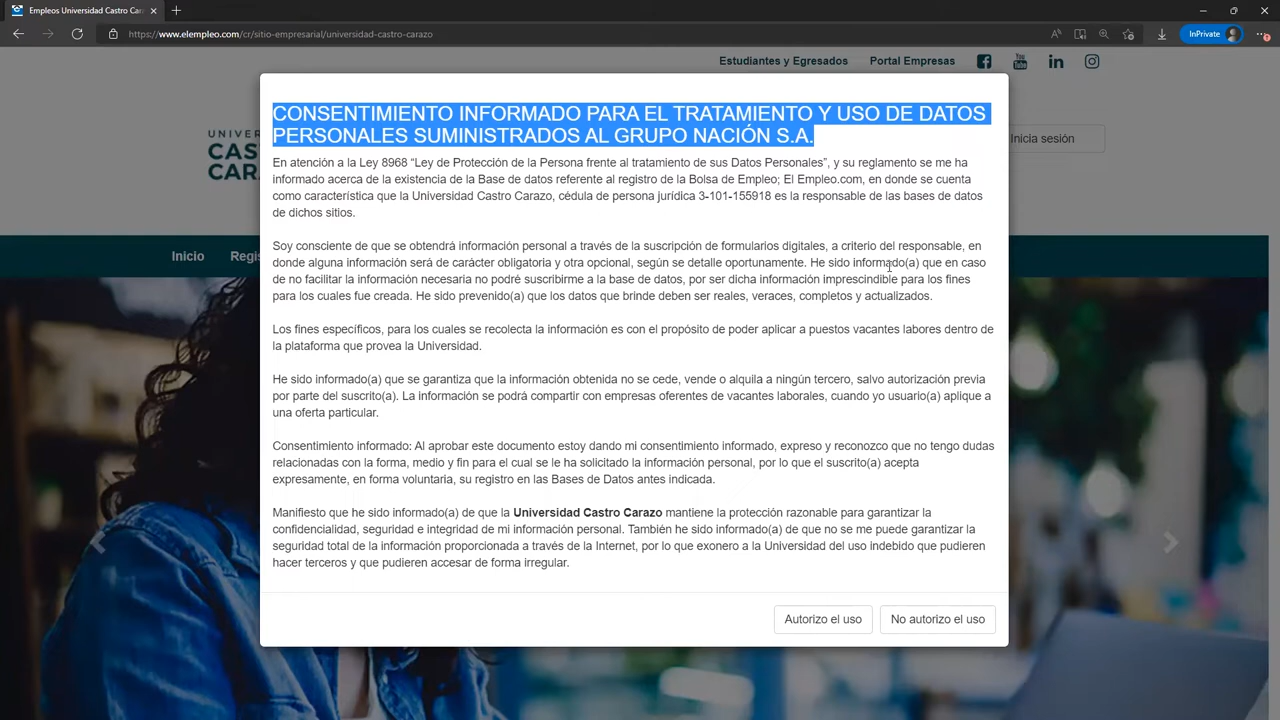 Empleos Universidad Castro Cara
https://www.elempleo.com/cr/sitio-empresarial/universidad-castro-carazo
InPrivate
Estudiantes y Egresados
Portal Empresas
UNIVER
CAS
CAR
Inicia sesión
Inicio
Regis
CONSENTIMIENTO INFORMADO PARA EL TRATAMIENTO Y USO DE DATOS
PERSONALES SUMINISTRADOS AL GRUPO NACIÓN S.A.
En atención a la Ley 8968 “Ley de Protección de la Persona frente al tratamiento de sus Datos Personales”, y su reglamento se me ha
informado acerca de la existencia de la Base de datos referente al registro de la Bolsa de Empleo; El Empleo.com, en donde se cuenta
como característica que la Universidad Castro Carazo, cédula de persona jurídica 3-101-155918 es la responsable de las bases de datos
de dichos sitios.
Soy consciente de que se obtendrá información personal a través de la suscripción de formularios digitales, a criterio del responsable, en
donde alguna información será de carácter obligatoria y otra opcional, según se detalle oportunamente. He sido informado(a) que en caso
de no facilitar la información necesaria no podré suscribirme a la base de datos, por ser dicha información imprescindible para los fines
para los cuales fue creada. He sido prevenido(a) que los datos que brinde deben ser reales, veraces, completos y actualizados.
Los fines específicos, para los cuales se recolecta la información es con el propósito de poder aplicar a puestos vacantes labores dentro de
la plataforma que provea la Universidad.
He sido informado(a) que se garantiza que la información obtenida no se cede, vende o alquila a ningún tercero, salvo autorización previa
por parte del suscrito(a). La información se podrá compartir con empresas oferentes de vacantes laborales, cuando yo usuario(a) aplique a
una oferta particular.
Consentimiento informado: Al aprobar este documento estoy dando mi consentimiento informado, expreso y reconozco que no tengo dudas
relacionadas con la forma, medio y fin para el cual se le ha solicitado la información personal, por lo que el suscrito(a) acepta
expresamente, en forma voluntaria, su registro en las Bases de Datos antes indicada.
Manifiesto que he sido informado(a) de que la Universidad Castro Carazo mantiene la protección razonable para garantizar la
confidencialidad, seguridad e integridad de mi información personal. También he sido informado(a) de que no se me puede garantizar la
seguridad total de la información proporcionada a través de la Internet, por lo que exonero a la Universidad del uso indebido que pudieren
hacer terceros y que pudieren accesar de forma irregular.
Autorizo el uso
No autorizo el uso